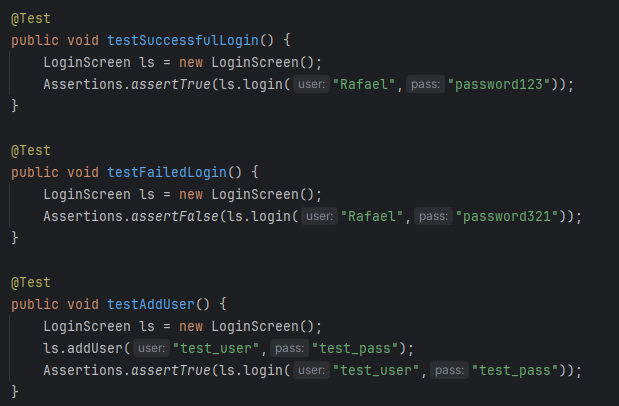 @Test
public void testSuccessfulLogin() {
    LoginScreen ls = new LoginScreen();
    Assertions.assertTrue(ls.login( user: "Rafael", pass: "password123"));
}

@Test
public void testFailedLogin() {
    LoginScreen ls = new LoginScreen();
    Assertions.assertFalse(ls.login( user: "Rafael", pass: "password321"));
}

@Test
public void testAddUser() {
    LoginScreen ls = new LoginScreen();
    ls.addUser( user: "test_user", pass: "test_pass");
    Assertions.assertTrue(ls.login( user: "test_user", pass: "test_pass"));
}